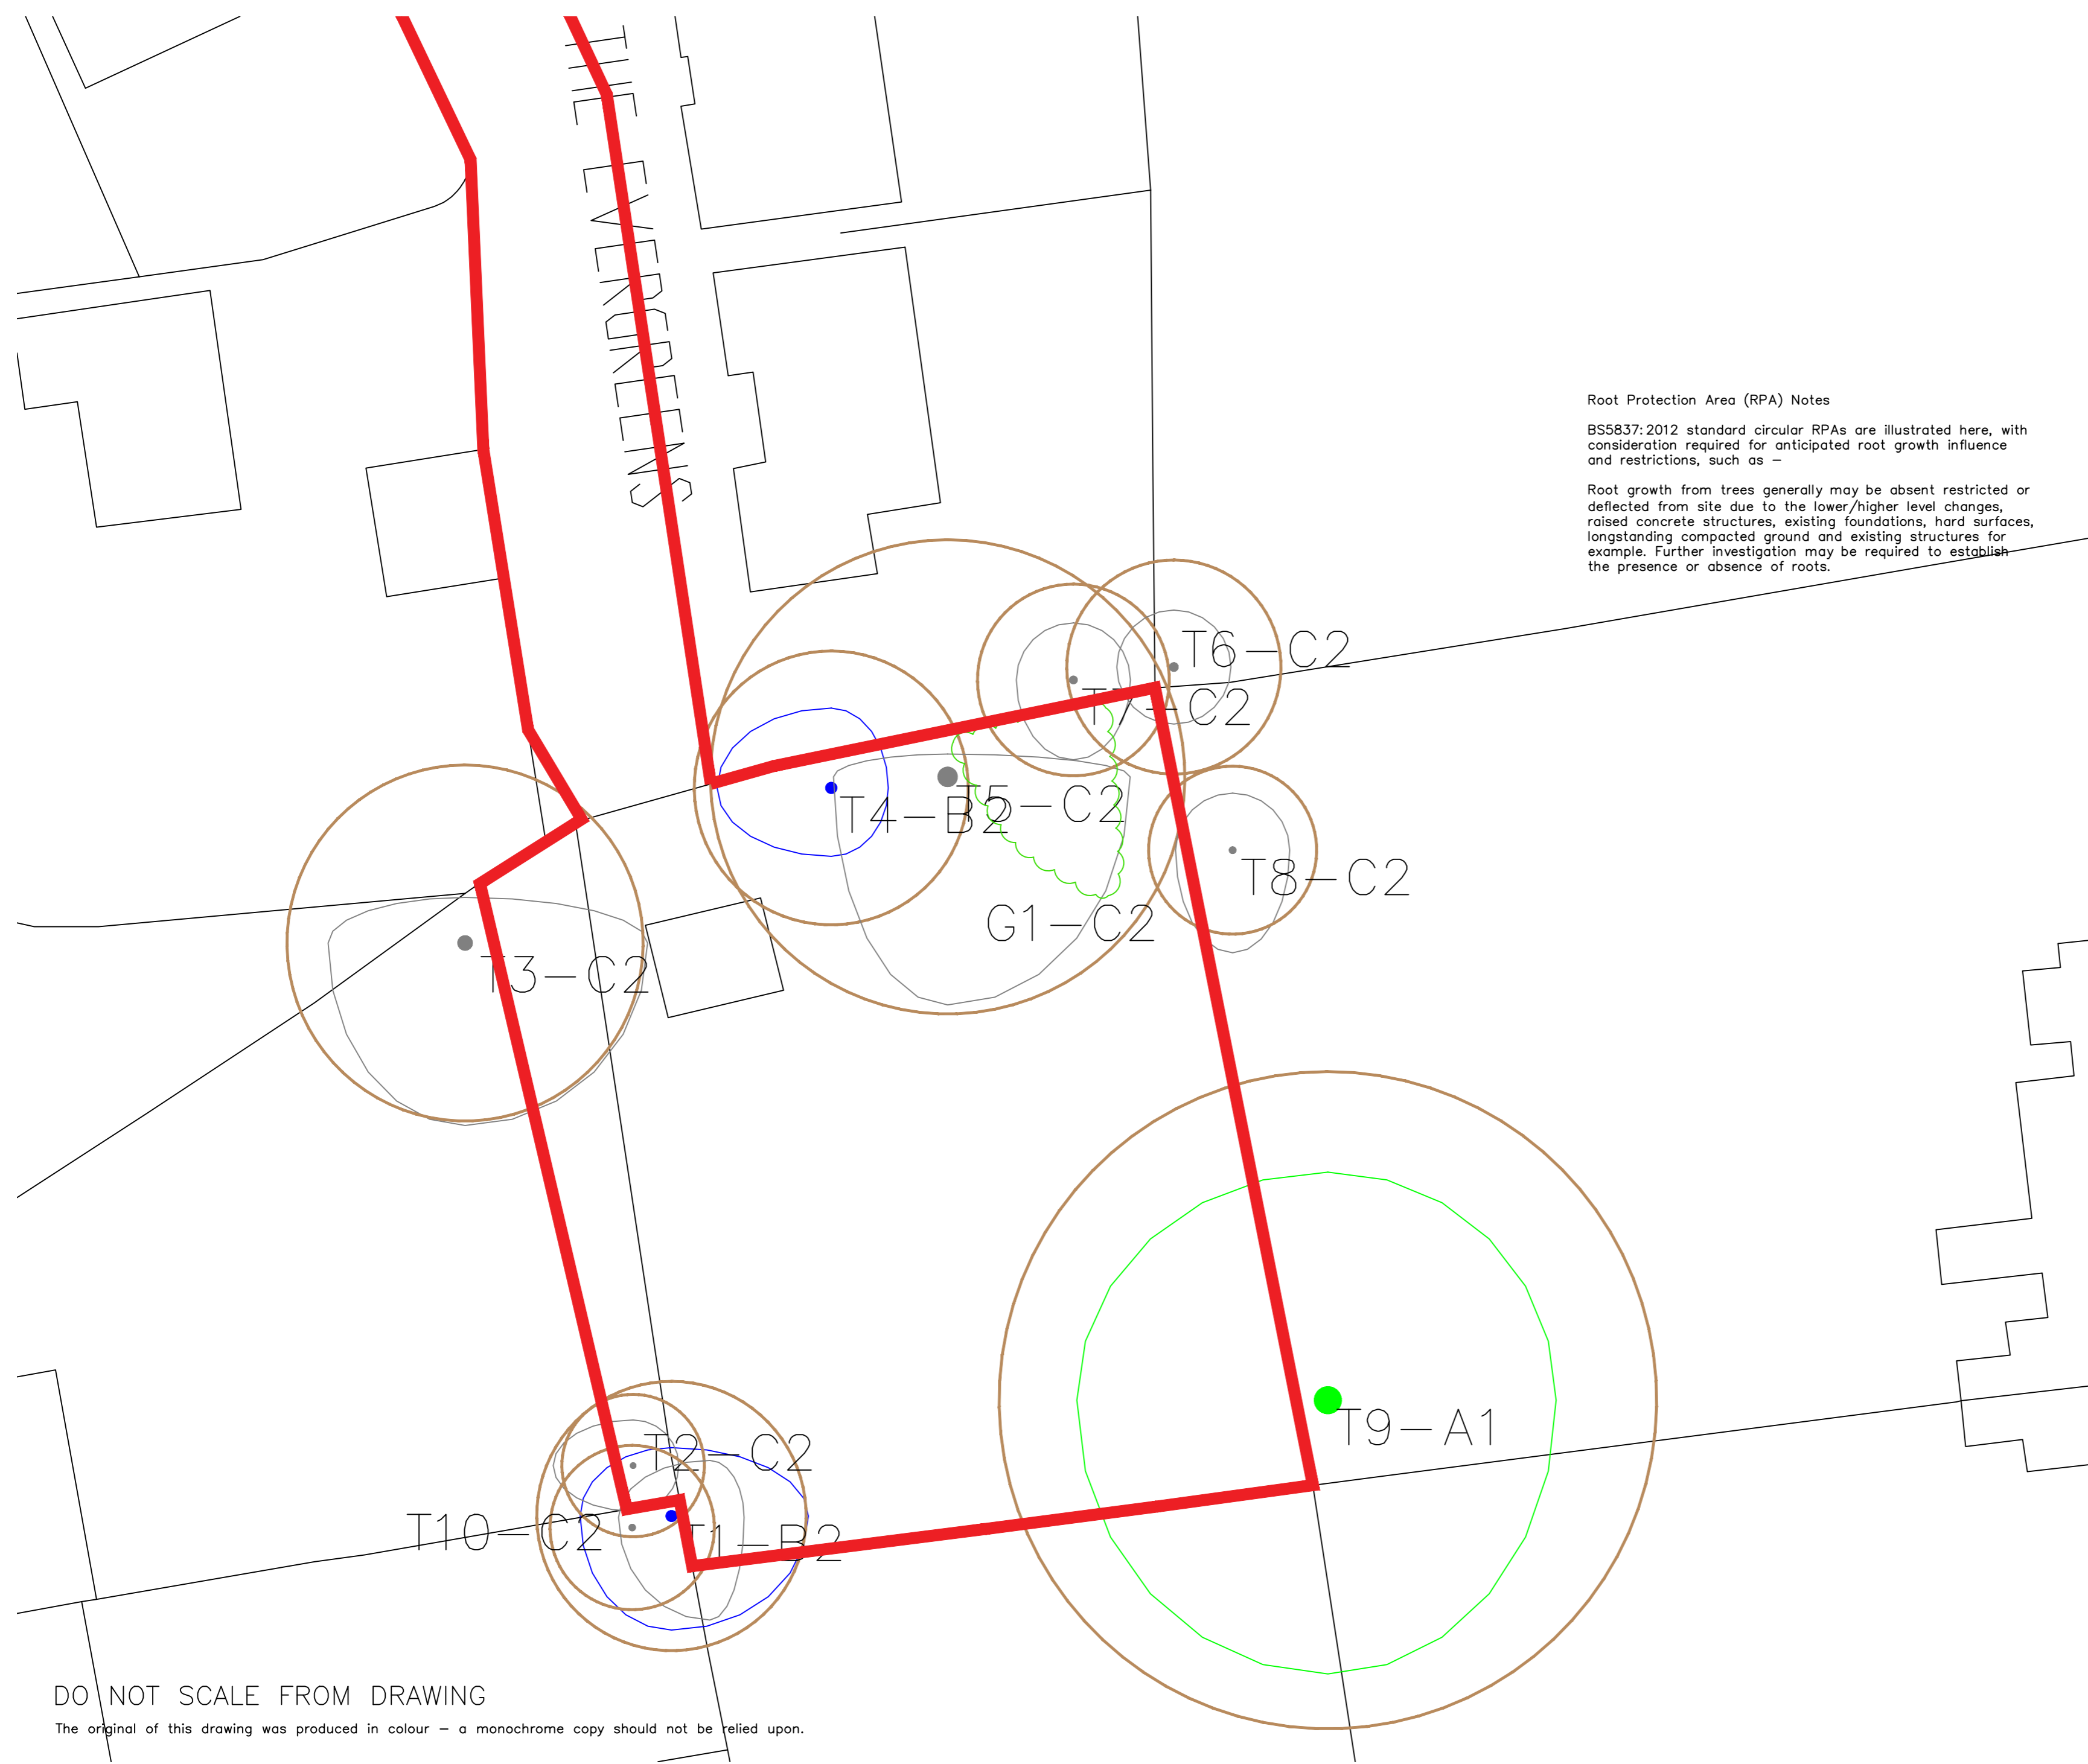 THE EVERGREENS
Root Protection Area (RPA) Notes
BS5837:2012 standard circular RPAs are illustrated here, with
consideration required for anticipated root growth influence
and restrictions, such as –
Root growth from trees generally may be absent restricted or
deflected from site due to the lower/higher level changes,
raised concrete structures, existing foundations, hard surfaces,
longstanding compacted ground and existing structures for
example. Further investigation may be required to establish
the presence or absence of roots.
T6–C2
T7–C2
T5–C2
T4–B2
T8–C2
G1–C2
T3–C2
T9–A1
T2–C2
T10–C2
T1–B2
DO NOT SCALE FROM DRAWING
The original of this drawing was produced in colour – a monochrome copy should not be relied upon.